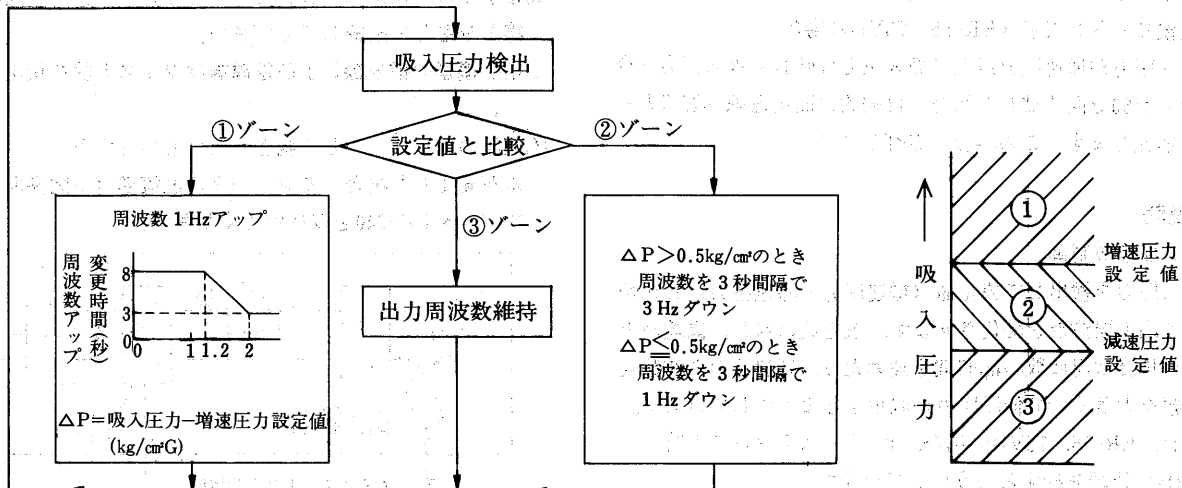 吸入圧力検出
①ゾーン
設定値と比較
②ゾーン
③ゾーン
周波数1Hzアップ
周波数アップ
変更時間(秒)
8
3
0
0 1 1.2 2
△P=吸入圧力−増速圧力設定値
(kg/cm²G)
出力周波数維持
△P>0.5kg/cm²のとき
周波数を3秒間隔で
3Hzダウン
△P≦0.5kg/cm²のとき
周波数を3秒間隔で
1Hzダウン
吸入圧力
①
増速圧力
設定値
②
減速圧力
設定値
③